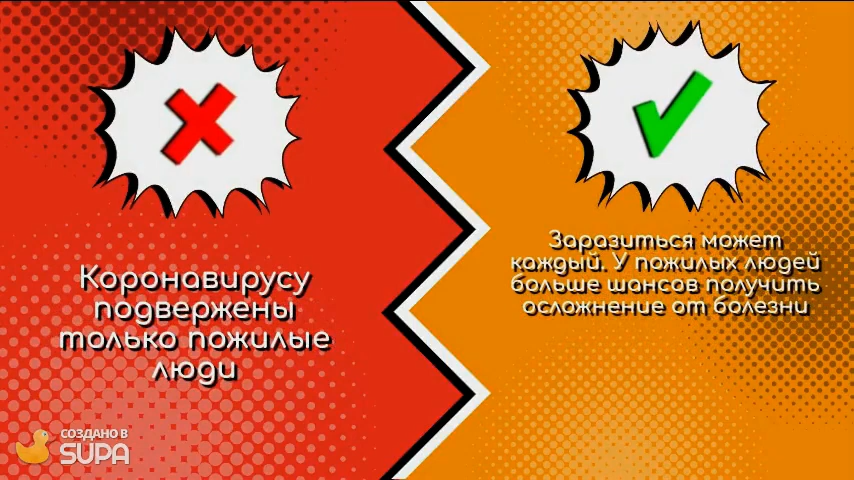 Коронавирусу
подвержены
только пожилые
люди
Заразиться может
каждый. У пожилых людей
больше шансов получить
осложнение от болезни
СОЗДАНО В
SUPA